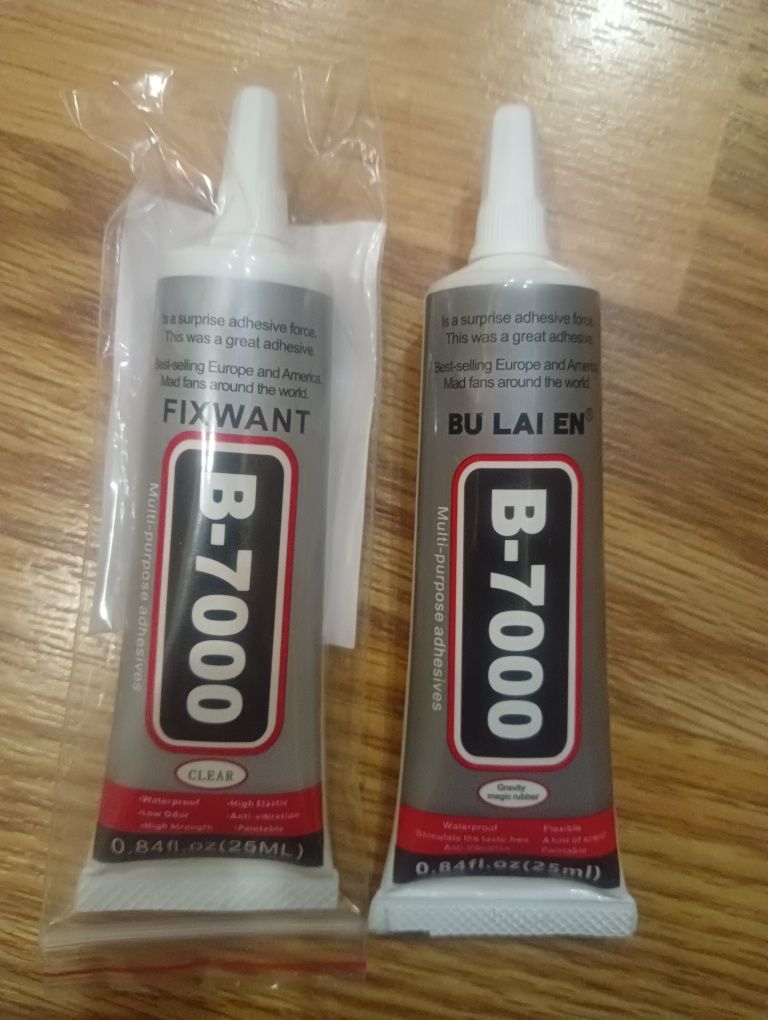 Is a surprise adhesive force.
This was a great adhesive.
Best-selling Europe and America.
Mad fans around the world.
FIXWANT
B-7000
Multi-purpose adhesives
CLEAR
•Waterproof •High Elastic
•Low Odor •Anti-vibration
•High Strength •Paintable
0.84fl.oz(25ML)
Is a surprise adhesive force.
This was a great adhesive.
Best-selling Europe and America
Mad fans around the world.
BU LAI EN®
B-7000
Multi-purpose adhesives
Gravity
magic rubber
Waterproof Flexible
Stimulate the taste-free A hint of scent
Anti-Vibration Paintable
0.84fl.oz(25ml)